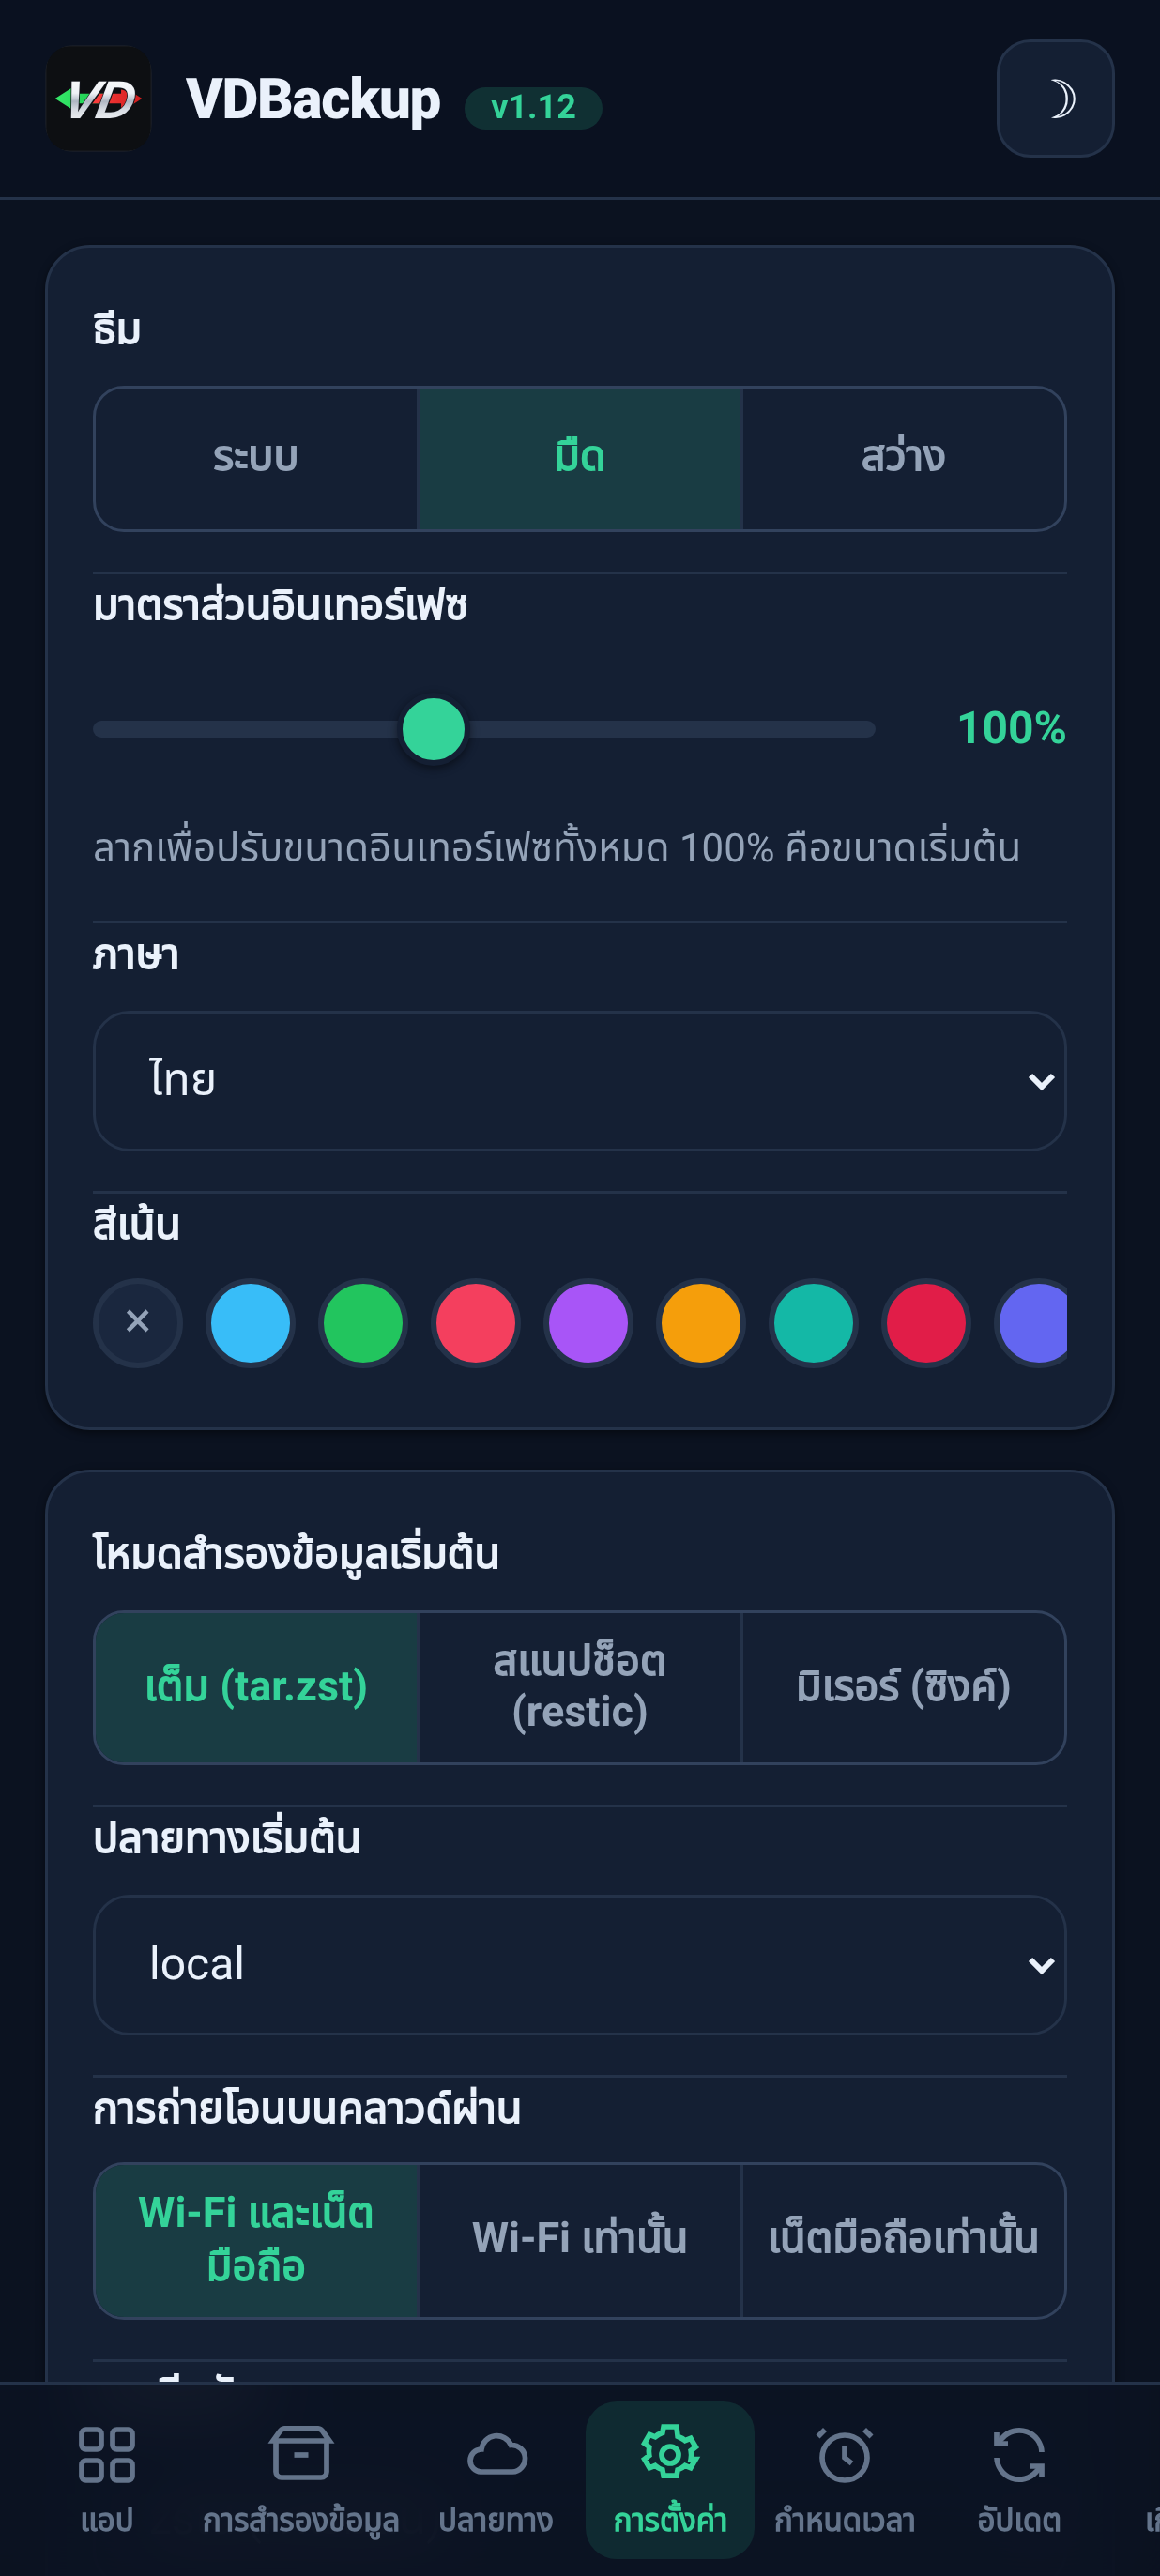 VD
VDBackup v1.12
ธีม
ระบบ มืด สว่าง
มาตราส่วนอินเทอร์เฟซ
100%
ลากเพื่อปรับขนาดอินเทอร์เฟซทั้งหมด 100% คือขนาดเริ่มต้น
ภาษา
ไทย
สีเน้น
โหมดสำรองข้อมูลเริ่มต้น
เต็ม (tar.zst)
สแนปช็อต
(restic)
มิเรอร์ (ซิงค์)
ปลายทางเริ่มต้น
local
การถ่ายโอนบนคลาวด์ผ่าน
Wi-Fi และเน็ต
มือถือ
Wi-Fi เท่านั้น
เน็ตมือถือเท่านั้น
แอป การสำรองข้อมูล ปลายทาง การตั้งค่า กำหนดเวลา อัปเดต